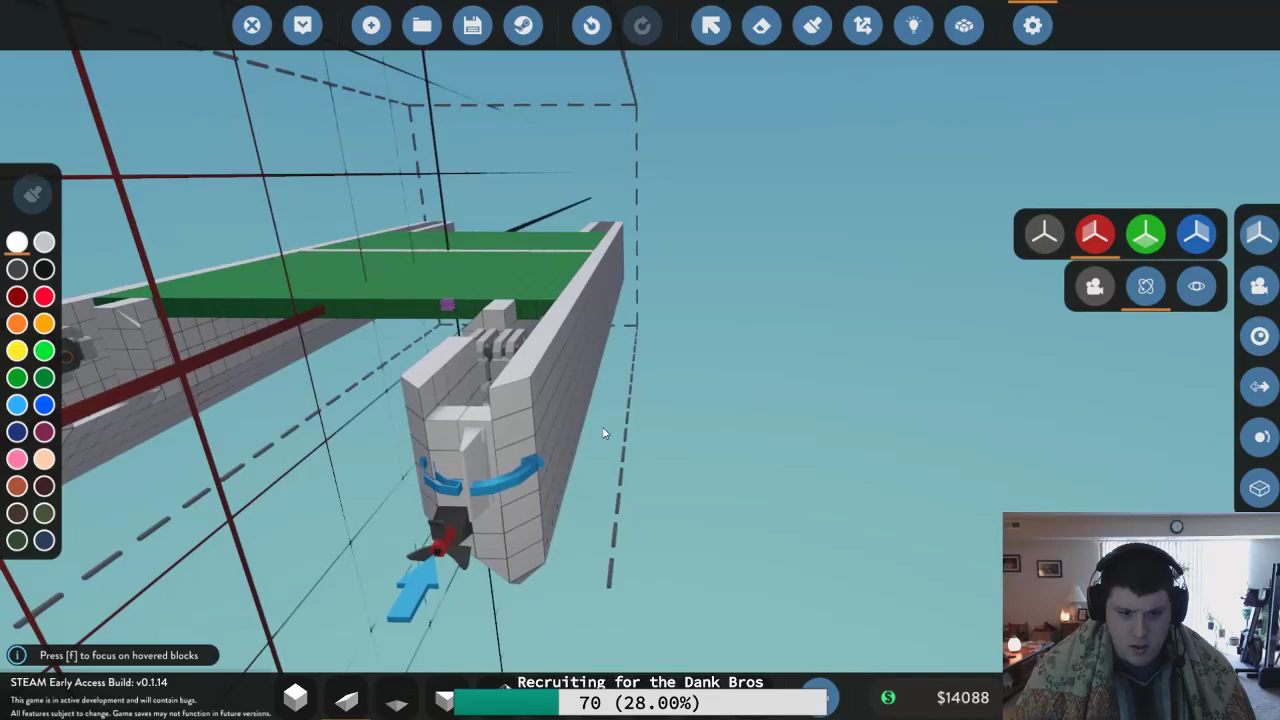 Press [f] to focus on hovered blocks
STEAM Early Access Build: v0.1.14
This game is in active development and will contain bugs.
All features subject to change. Game saves may not function in future versions.
Recruiting for the Dank Bros
70 (28.00%)
$14088